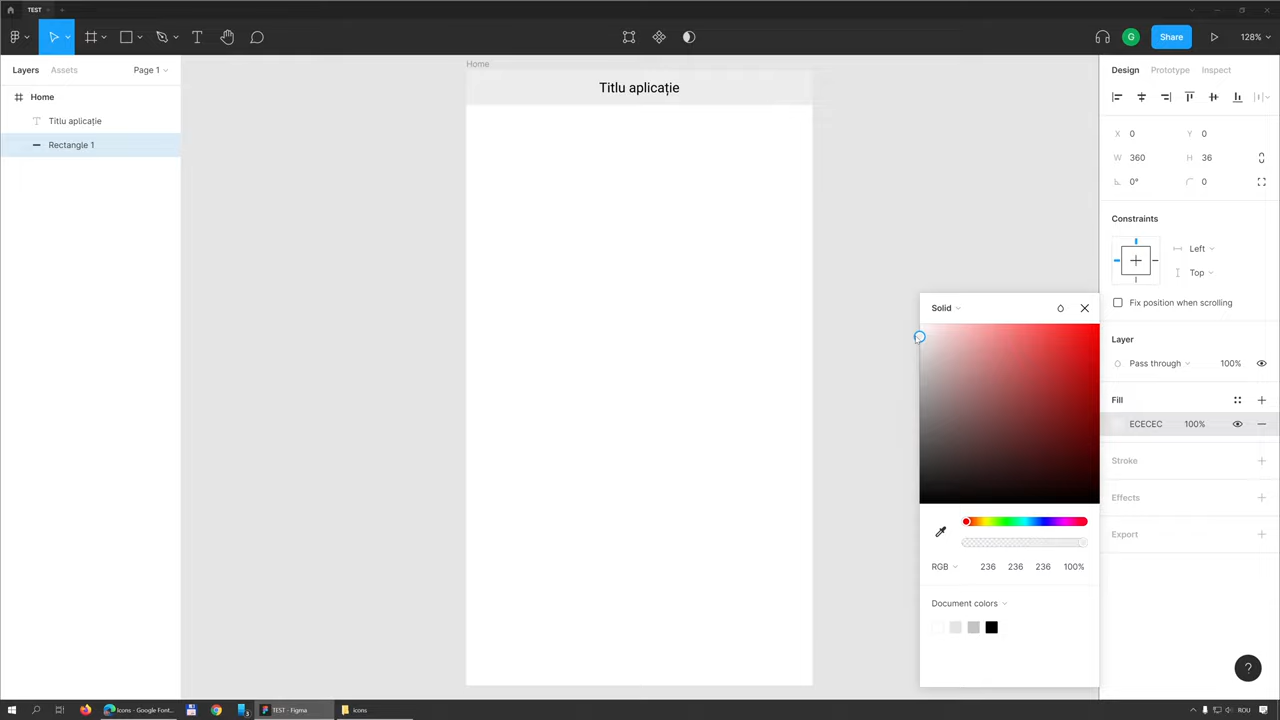 TEST
Share
128%
Layers
Assets
Page 1
Home
Titlu aplicație
Rectangle 1
Home
Titlu aplicație
Design
Prototype
Inspect
X
0
Y
0
W
360
H
36
0°
0
Constraints
Left
Top
Fix position when scrolling
Layer
Pass through
100%
Fill
ECECEC
100%
Stroke
Effects
Export
Solid
RGB
236
236
236
100%
Document colors
G
?
Icons - Google Font...
TEST - Figma
icons
ROU